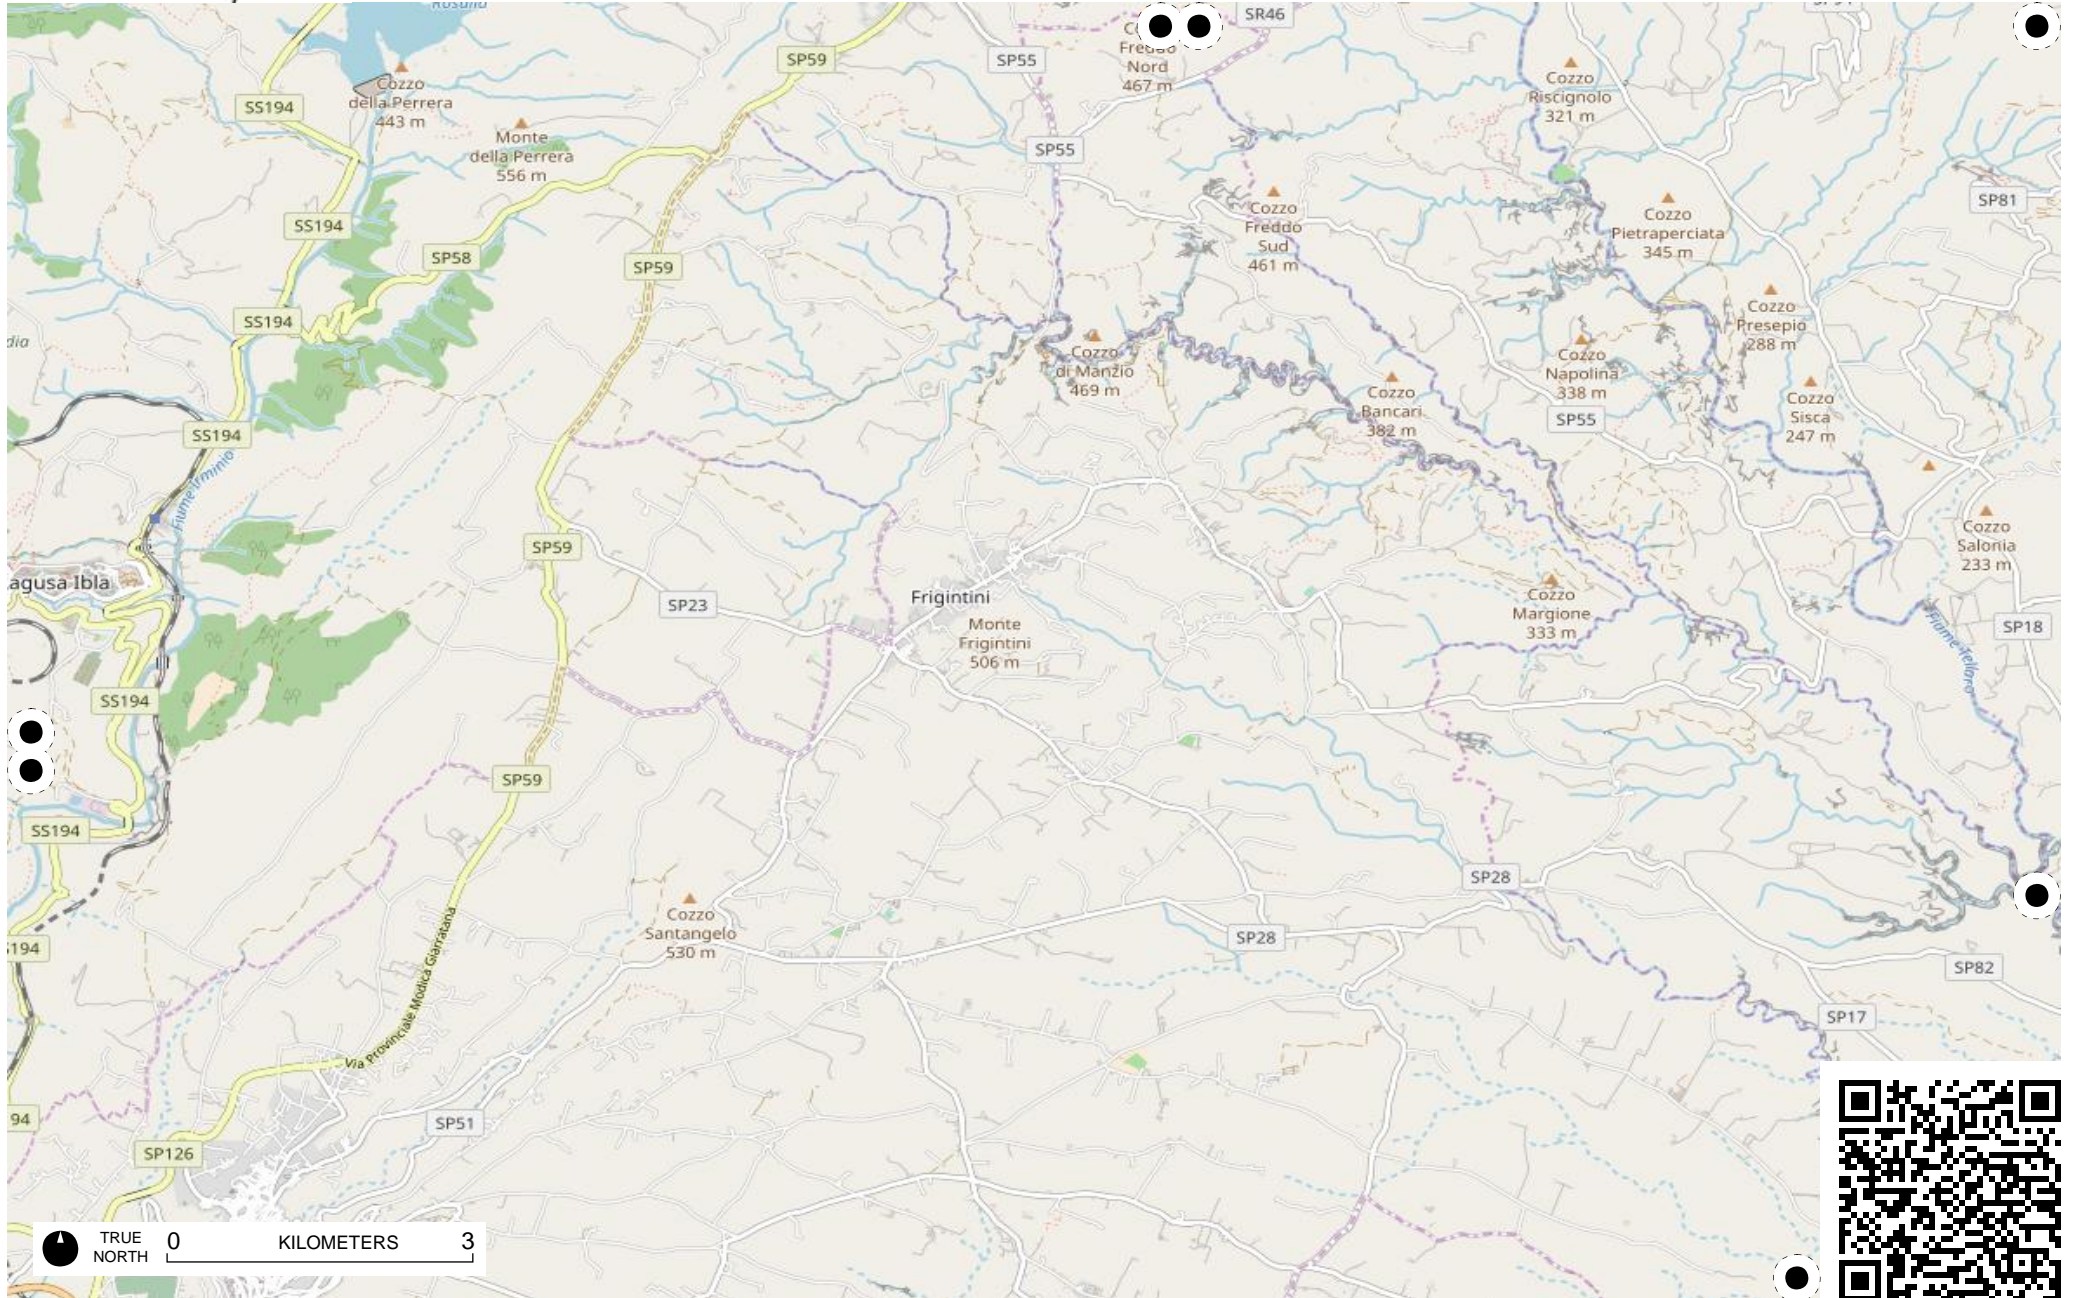 SR46
SP59
SP55
Freddo
Nord
467 m
Cozzo
Riscignolo
321 m
Cozzo
della Perrera
443 m
SS194
Monte
della Perrera
556 m
SP55
SP81
Cozzo
Freddo
Sud
461 m
Cozzo
Pietraperciata
345 m
SS194
SP58
SP59
SS194
Cozzo
Presepio
288 m
dia
Cozzo
di Manzio
469 m
Cozzo
Napolina
338 m
Cozzo
Bancari
382 m
Cozzo
Sisca
247 m
SP55
SS194
Fiume Irminio
Cozzo
Salonia
233 m
SP59
agusa Ibla
Frigintini
SP23
Monte
Frigintini
506 m
Cozzo
Margione
333 m
SP18
Fiume Tellaro
SS194
SP59
SS194
SP28
Cozzo
Santangelo
530 m
SP28
S194
SP82
Via Provinciale Modica Giarratana
SP17
94
SP51
SP126
TRUE
NORTH
0 KILOMETERS 3